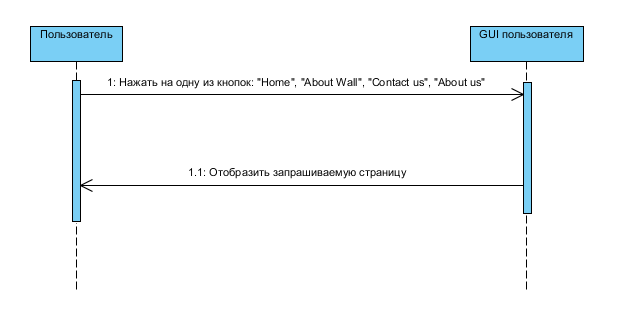 Пользователь
GUI пользователя
1: Нажать на одну из кнопок: "Home", "About Wall", "Contact us", "About us"
1.1: Отобразить запрашиваемую страницу